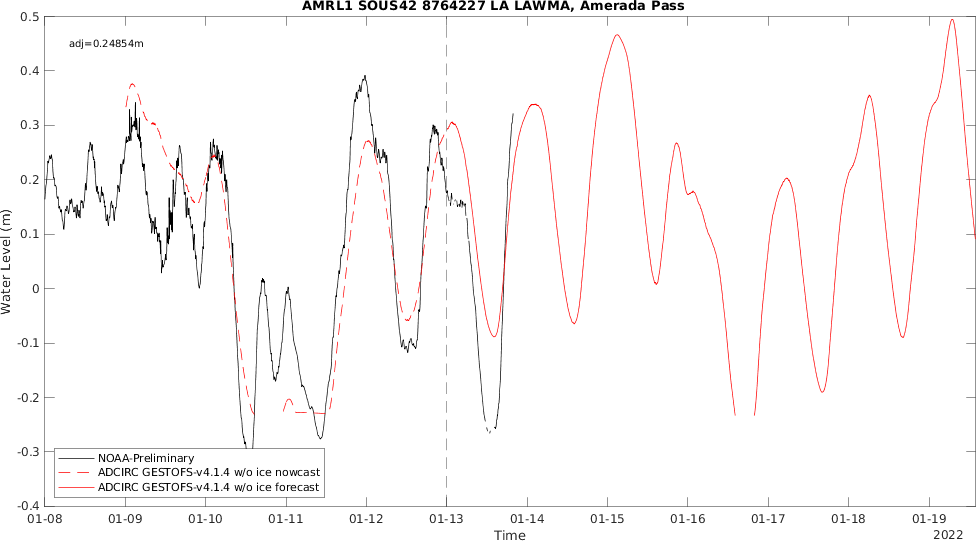 AMRL1 SOUS42 8764227 LA LAWMA, Amerada Pass
adj=0.24854m
0.5
0.4
0.3
0.2
0.1
0
-0.1
-0.2
-0.3
-0.4
Water Level (m)
NOAA-Preliminary
ADCIRC GESTOFS-v4.1.4 w/o ice nowcast
ADCIRC GESTOFS-v4.1.4 w/o ice forecast
01-08 01-09 01-10 01-11 01-12 01-13 01-14 01-15 01-16 01-17 01-18 01-19
Time
2022